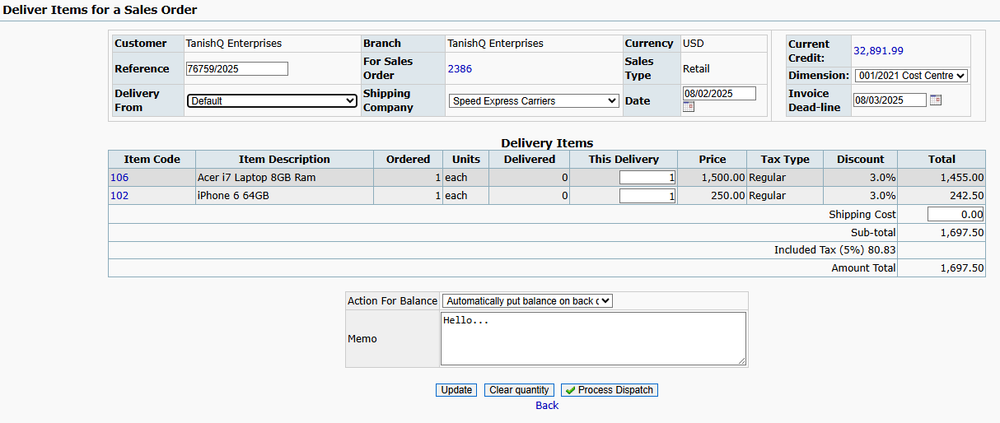 Deliver Items for a Sales Order
Customer TanishQ Enterprises Branch TanishQ Enterprises Currency USD
Reference 76759/2025 For Sales Order 2386 Sales Type Retail
Delivery From Default Shipping Company Speed Express Carriers Date 08/02/2025
Current Credit: 32,891.99
Dimension: 001/2021 Cost Centre
Invoice Dead-line 08/03/2025
Delivery Items
Item Code Item Description Ordered Units Delivered This Delivery Price Tax Type Discount Total
106 Acer i7 Laptop 8GB Ram 1 each 0 1 1,500.00 Regular 3.0% 1,455.00
102 iPhone 6 64GB 1 each 0 1 250.00 Regular 3.0% 242.50
Shipping Cost 0.00
Sub-total 1,697.50
Included Tax (5%) 80.83
Amount Total 1,697.50
Action For Balance Automatically put balance on back
Memo Hello...
Update Clear quantity Process Dispatch
Back